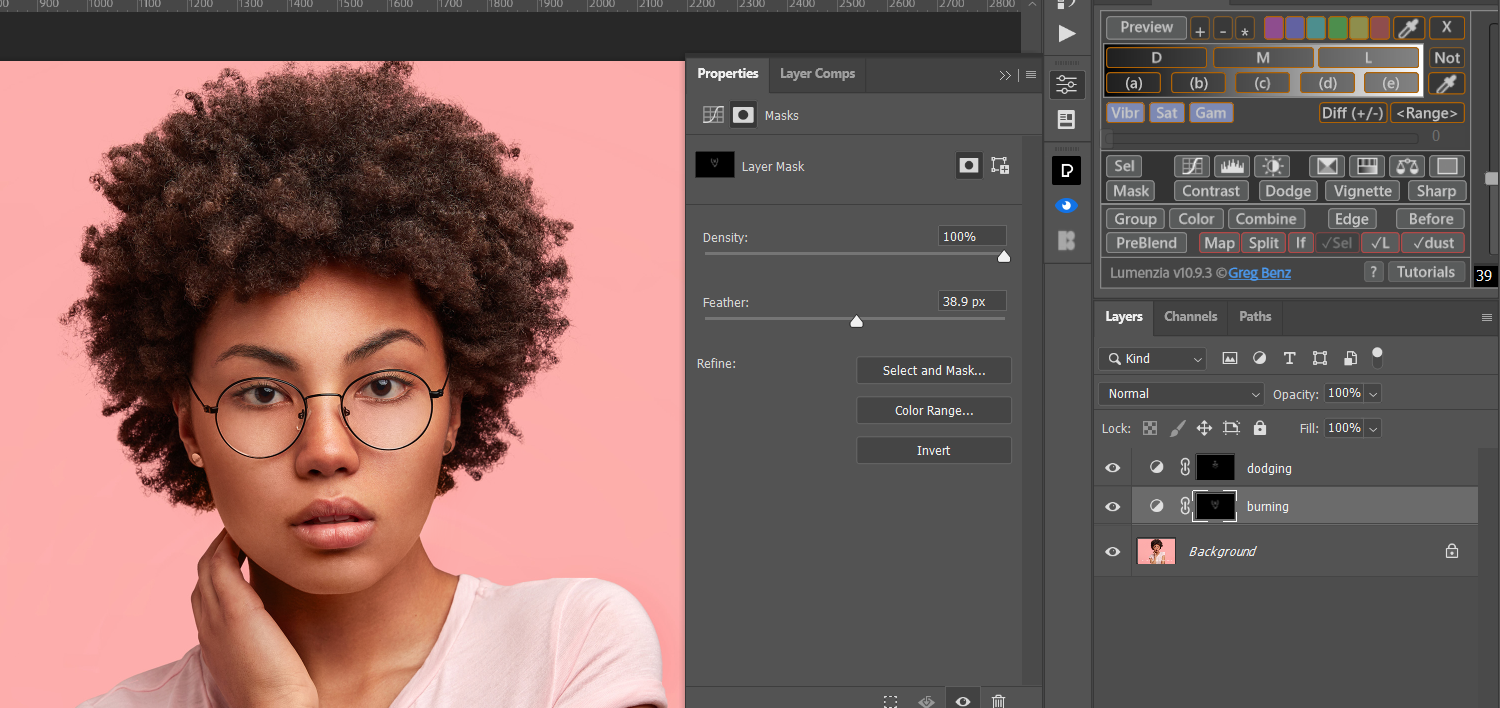 900 1000 1100 1200 1300 1400 1500 1600 1700 1800 1900 2000 2100 2200 2300 2400 2500 2600 2700 2800
Properties Layer Comps
Masks
Layer Mask
Density: 100%
Feather: 38.9 px
Refine:
Select and Mask...
Color Range...
Invert
Preview + - * X
D M L Not
(a) (b) (c) (d) (e)
Vibr Sat Gam Diff (+/-) <Range>
0
Sel
Mask Contrast Dodge Vignette Sharp
Group Color Combine Edge Before
PreBlend Map Split If ✓Sel ✓L ✓dust
Lumenzia v10.9.3 © Greg Benz ? Tutorials
39
Layers Channels Paths
Kind
Normal Opacity: 100%
Lock: Fill: 100%
dodging
burning
Background